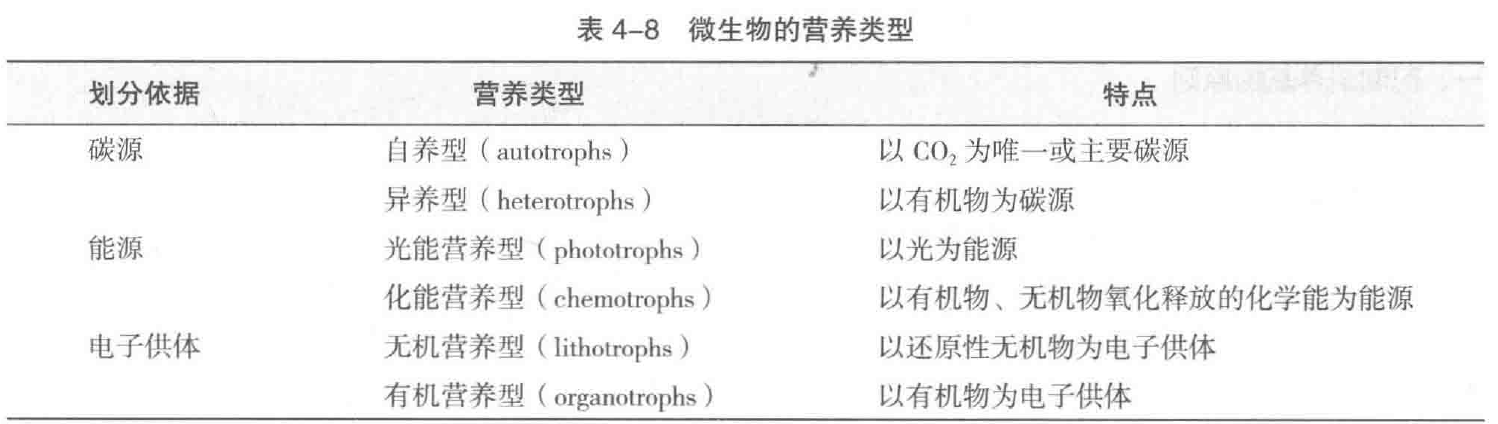 表 4-8 微生物的营养类型
划分依据 营养类型 特点
碳源 自养型（autotrophs） 以 CO₂ 为唯一或主要碳源
异养型（heterotrophs） 以有机物为碳源
能源 光能营养型（phototrophs） 以光为能源
化能营养型（chemotrophs） 以有机物、无机物氧化释放的化学能为能源
电子供体 无机营养型（lithotrophs） 以还原性无机物为电子供体
有机营养型（organotrophs） 以有机物为电子供体